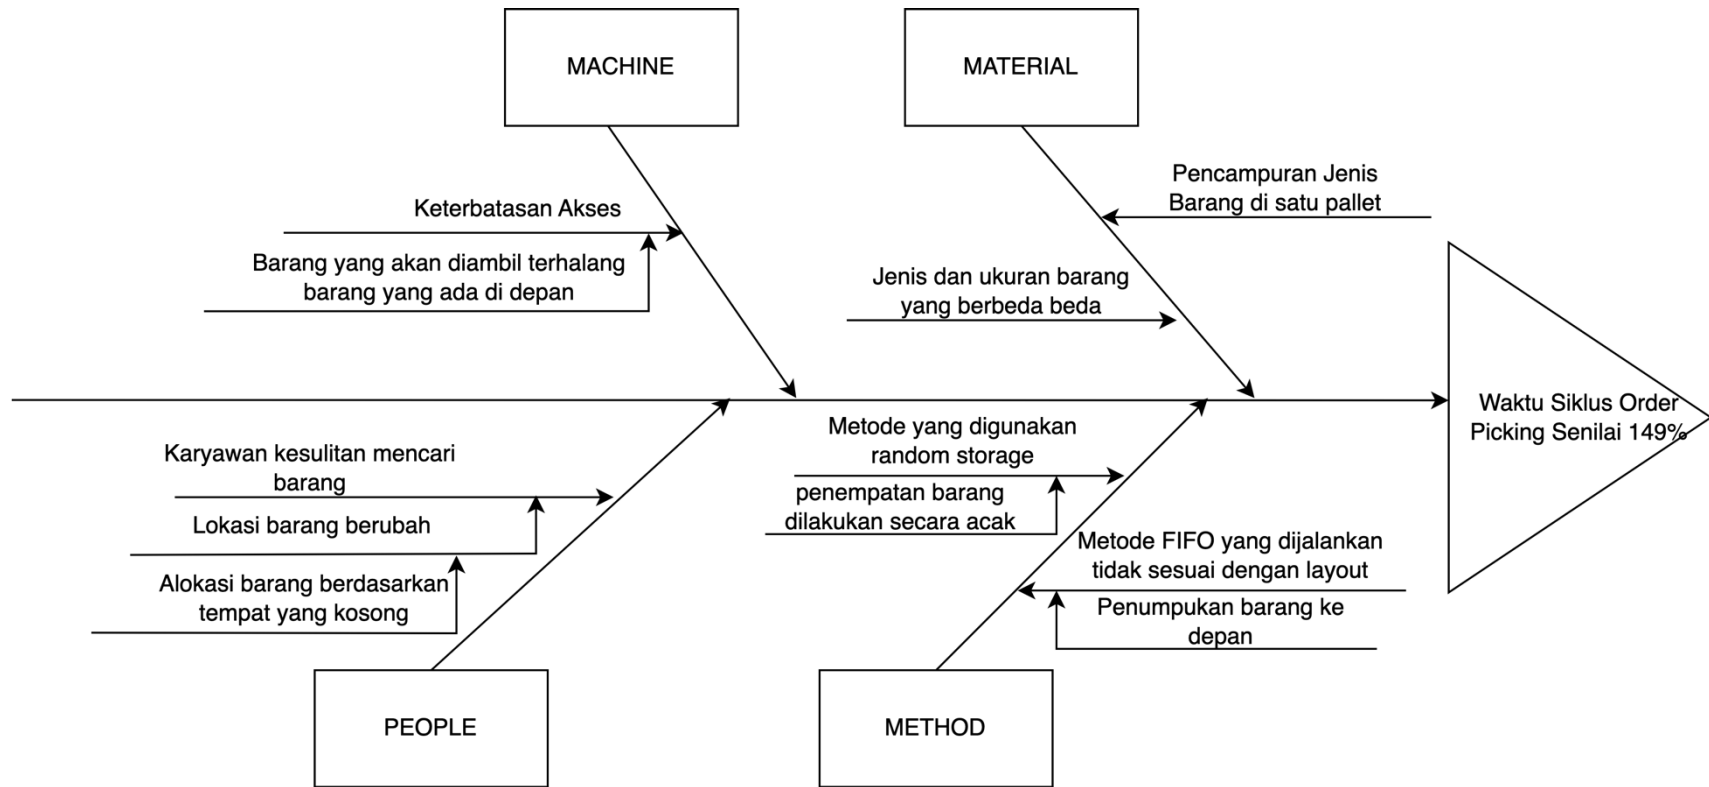 MACHINE
MATERIAL
Pencampuran Jenis
Barang di satu pallet
Keterbatasan Akses
Barang yang akan diambil terhalang
barang yang ada di depan
Jenis dan ukuran barang
yang berbeda beda
Waktu Siklus Order
Picking Senilai 149%
Karyawan kesulitan mencari
barang
Lokasi barang berubah
Alokasi barang berdasarkan
tempat yang kosong
Metode yang digunakan
random storage
penempatan barang
dilakukan secara acak
Metode FIFO yang dijalankan
tidak sesuai dengan layout
Penumpukan barang ke
depan
PEOPLE
METHOD